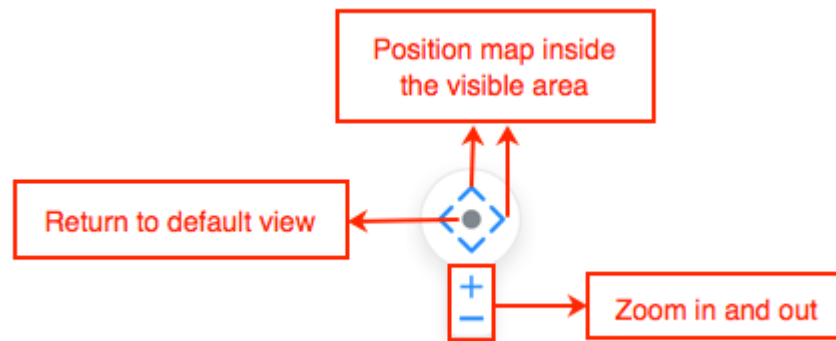 Position map inside
the visible area
Return to default view
+
−
Zoom in and out